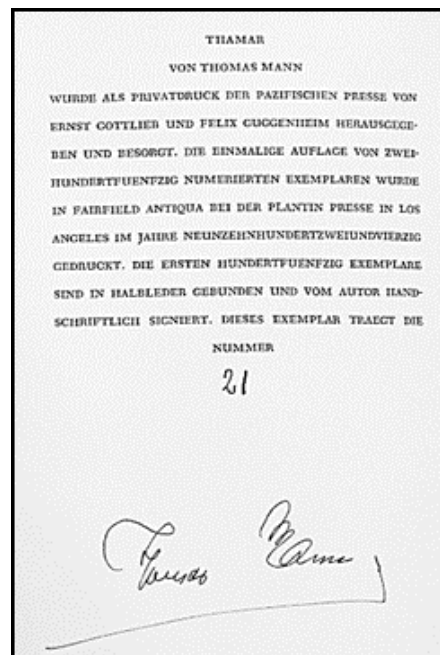 THAMAR
VON THOMAS MANN
WURDE ALS PRIVATDRUCK DER PAZIFISCHEN PRESSE VON
ERNST GOTTLIEB UND FELIX GUGGENHEIM HERAUSGEGE-
BEN UND BESORGT. DIE EINMALIGE AUFLAGE VON ZWEI-
HUNDERTFUENFZIG NUMERIERTEN EXEMPLAREN WURDE
IN FAIRFIELD ANTIQUA BEI DER PLANTIN PRESSE IN LOS
ANGELES IM JAHRE NEUNZEHNHUNDERTZWEIUNDVIERZIG
GEDRUCKT. DIE ERSTEN HUNDERTFUENFZIG EXEMPLARE
SIND IN HALBLEDER GEBUNDEN UND VOM AUTOR HAND-
SCHRIFTLICH SIGNIERT. DIESES EXEMPLAR TRAEGT DIE
NUMMER
21
Thomas Mann